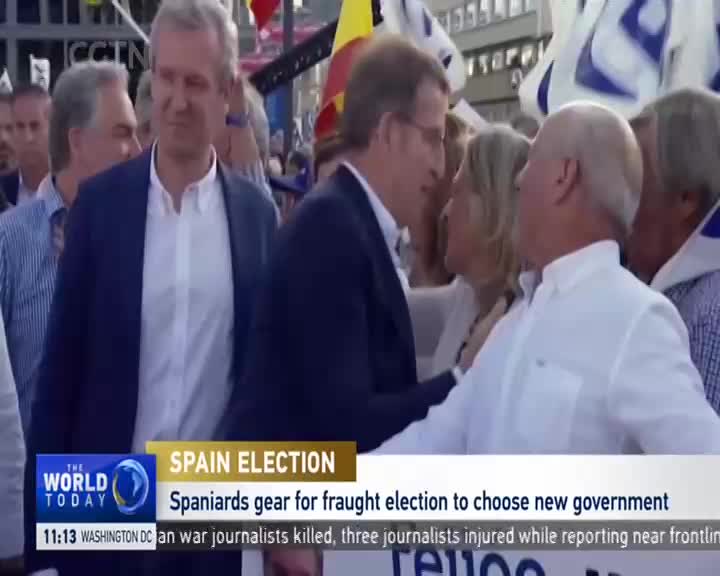 CGTN
SPAIN ELECTION
THE
WORLD
TODAY
Spaniards gear for fraught election to choose new government
11:13 WASHINGTON DC
an war journalists killed, three journalists injured while reporting near frontlin